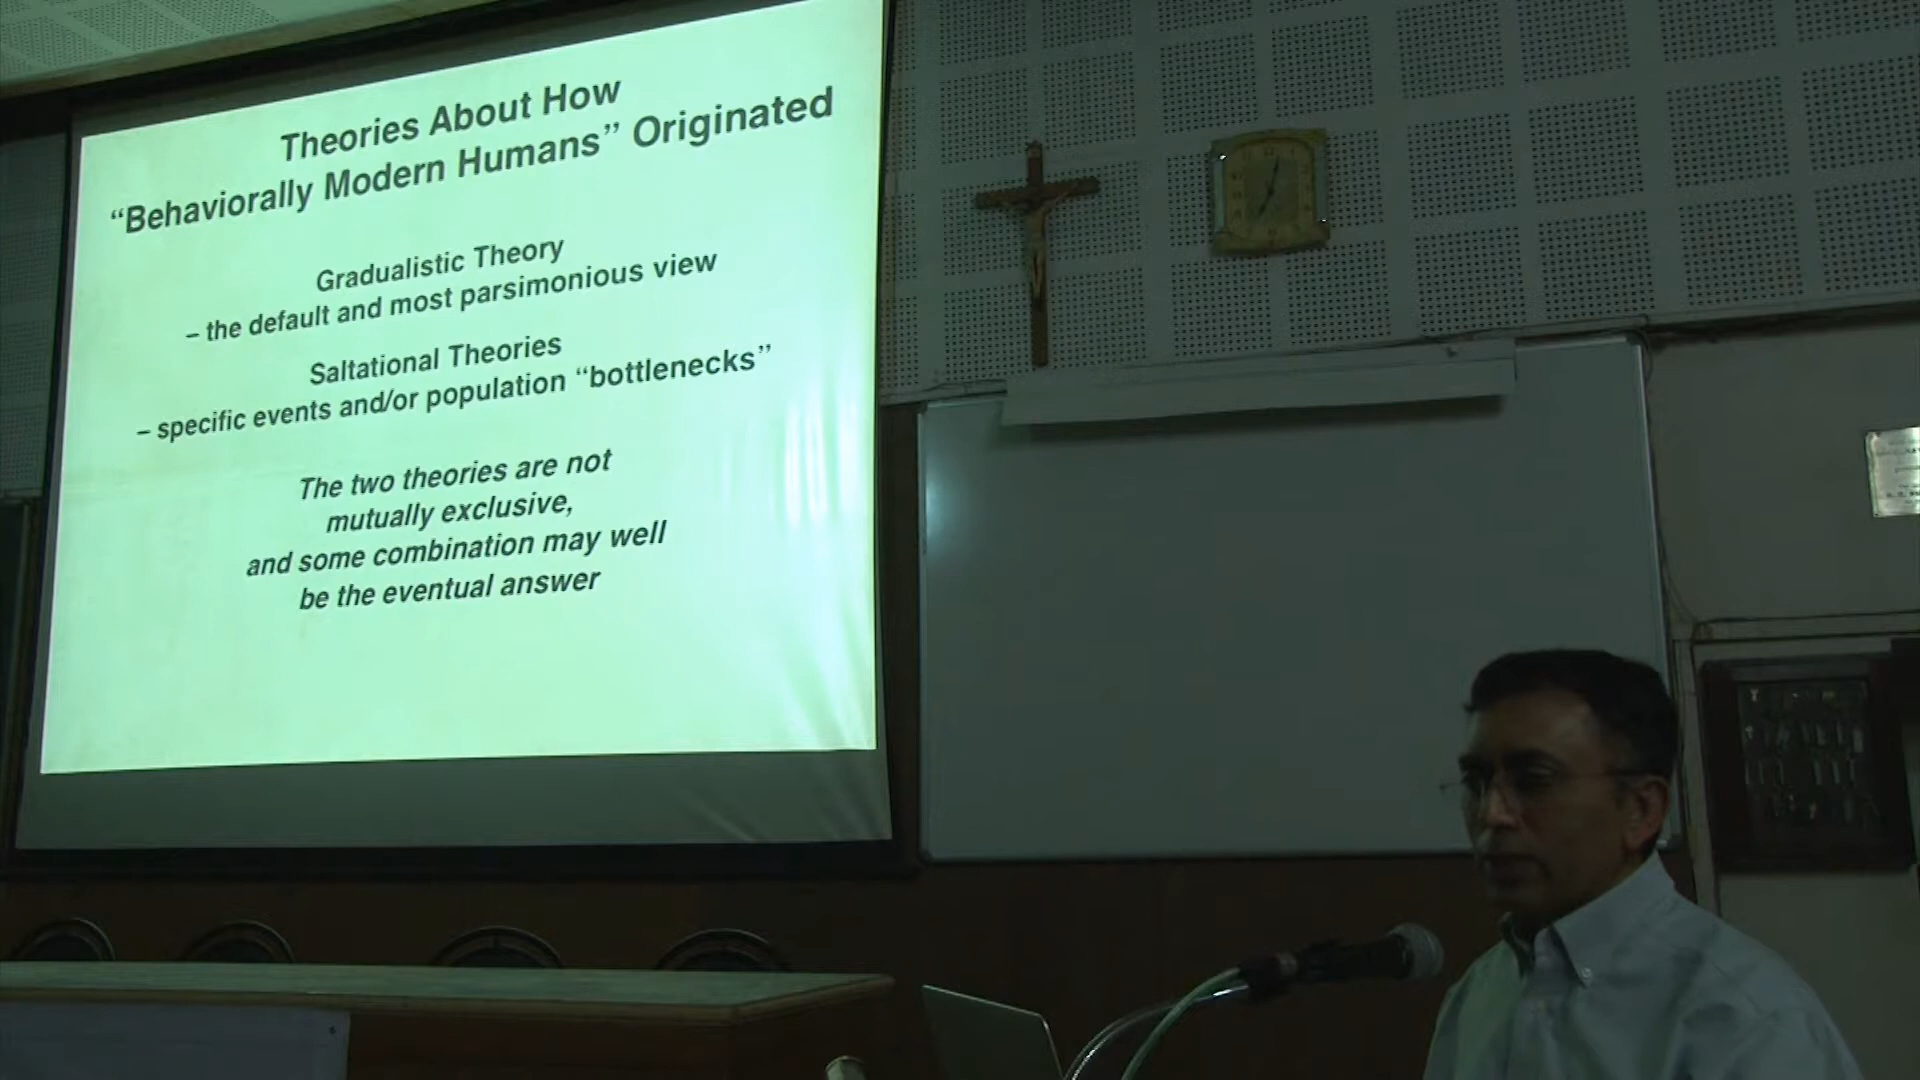 Theories About How
“Behaviorally Modern Humans” Originated
Gradualistic Theory
– the default and most parsimonious view
Saltational Theories
– specific events and/or population “bottlenecks”
The two theories are not
mutually exclusive,
and some combination may well
be the eventual answer